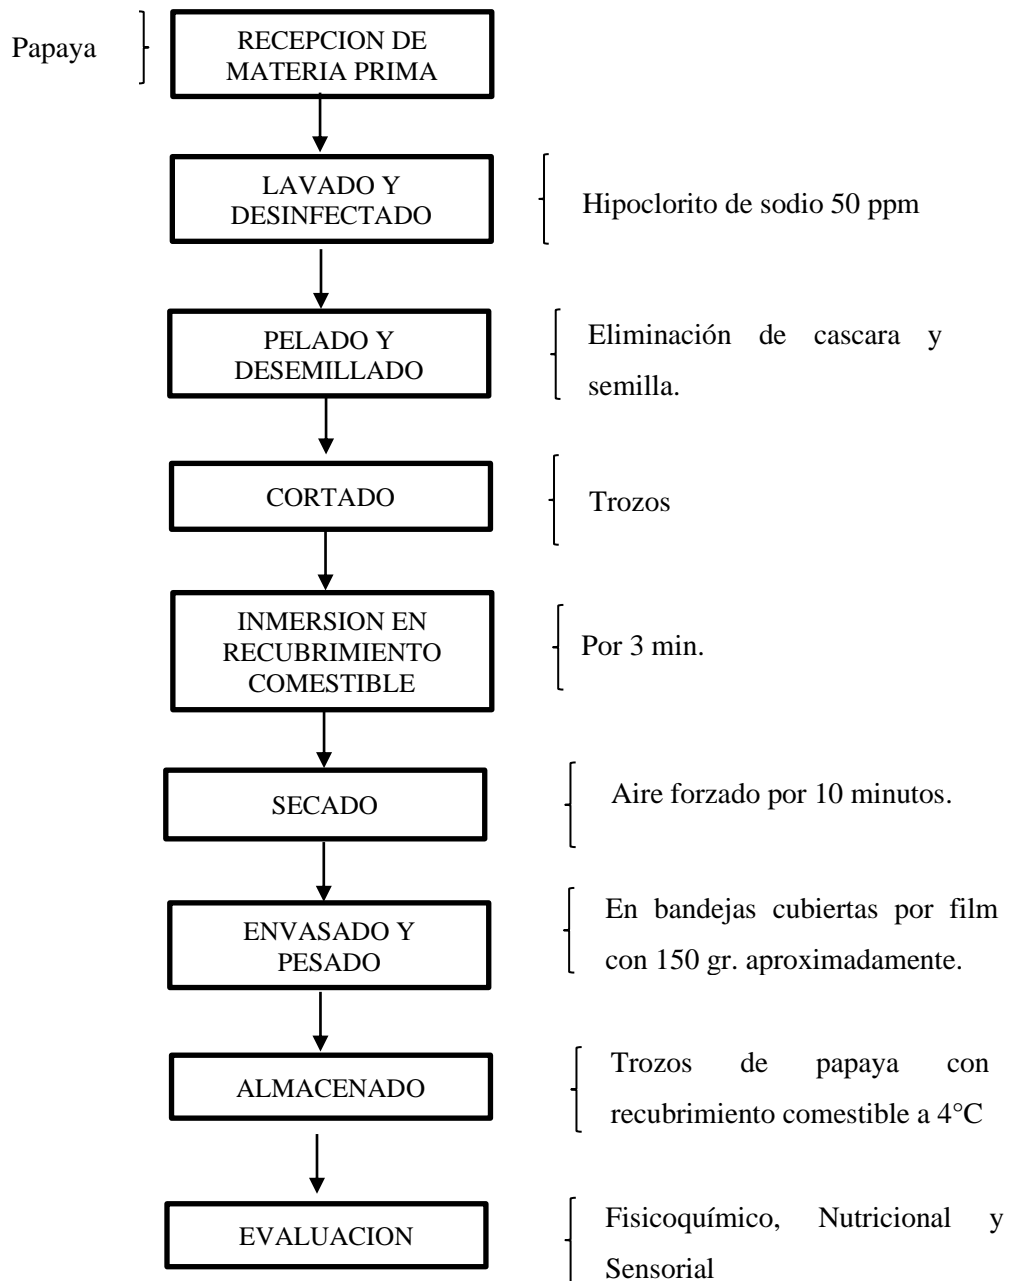 Papaya
RECEPCION DE
MATERIA PRIMA
LAVADO Y
DESINFECTADO
Hipoclorito de sodio 50 ppm
PELADO Y
DESEMILLADO
Eliminación de cascara y
semilla.
CORTADO
Trozos
INMERSION EN
RECUBRIMIENTO
COMESTIBLE
Por 3 min.
SECADO
Aire forzado por 10 minutos.
ENVASADO Y
PESADO
En bandejas cubiertas por film
con 150 gr. aproximadamente.
ALMACENADO
Trozos de papaya con
recubrimiento comestible a 4°C
EVALUACION
Fisicoquímico, Nutricional y
Sensorial